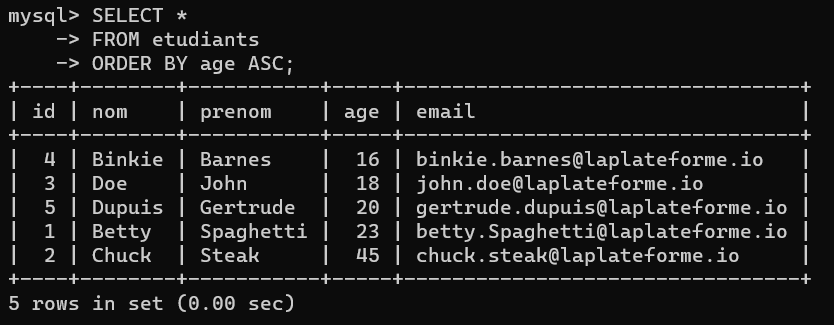 mysql> SELECT *
    -> FROM etudiants
    -> ORDER BY age ASC;
+----+---------+-----------+-----+--------------------------------+
| id | nom     | prenom    | age | email                          |
+----+---------+-----------+-----+--------------------------------+
|  4 | Binkie  | Barnes    |  16 | binkie.barnes@laplateforme.io  |
|  3 | Doe     | John      |  18 | john.doe@laplateforme.io       |
|  5 | Dupuis  | Gertrude  |  20 | gertrude.dupuis@laplateforme.io |
|  1 | Betty   | Spaghetti |  23 | betty.Spaghetti@laplateforme.io |
|  2 | Chuck   | Steak     |  45 | chuck.steak@laplateforme.io    |
+----+---------+-----------+-----+--------------------------------+
5 rows in set (0.00 sec)